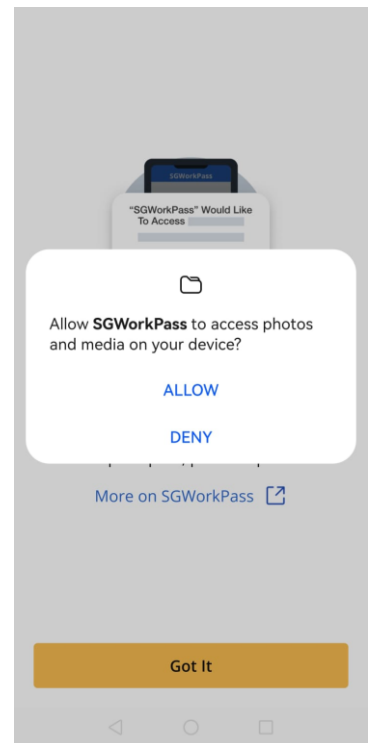 SGWorkPass
“SGWorkPass” Would Like
To Access
Allow SGWorkPass to access photos
and media on your device?
ALLOW
DENY
More on SGWorkPass
Got It